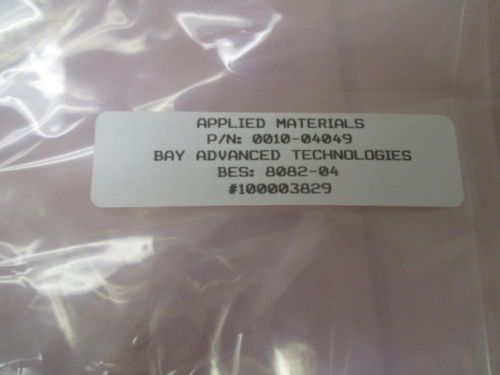 APPLIED MATERIALS
P/N: 0010-04049
BAY ADVANCED TECHNOLOGIES
BES: 8082-04
#100003829